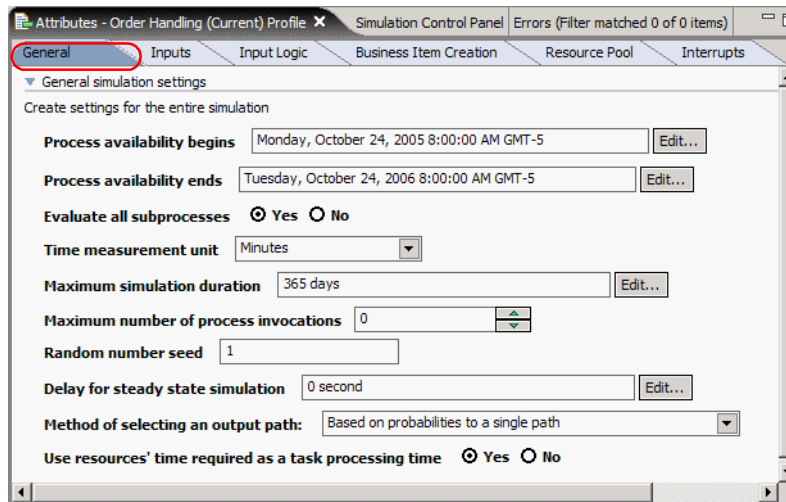 Attributes - Order Handling (Current) Profile Simulation Control Panel Errors (Filter matched 0 of 0 items)
General Inputs Input Logic Business Item Creation Resource Pool Interrupts
General simulation settings
Create settings for the entire simulation
Process availability begins Monday, October 24, 2005 8:00:00 AM GMT-5 Edit...
Process availability ends Tuesday, October 24, 2006 8:00:00 AM GMT-5 Edit...
Evaluate all subprocesses Yes No
Time measurement unit Minutes
Maximum simulation duration 365 days Edit...
Maximum number of process invocations 0
Random number seed 1
Delay for steady state simulation 0 second Edit...
Method of selecting an output path: Based on probabilities to a single path
Use resources' time required as a task processing time Yes No